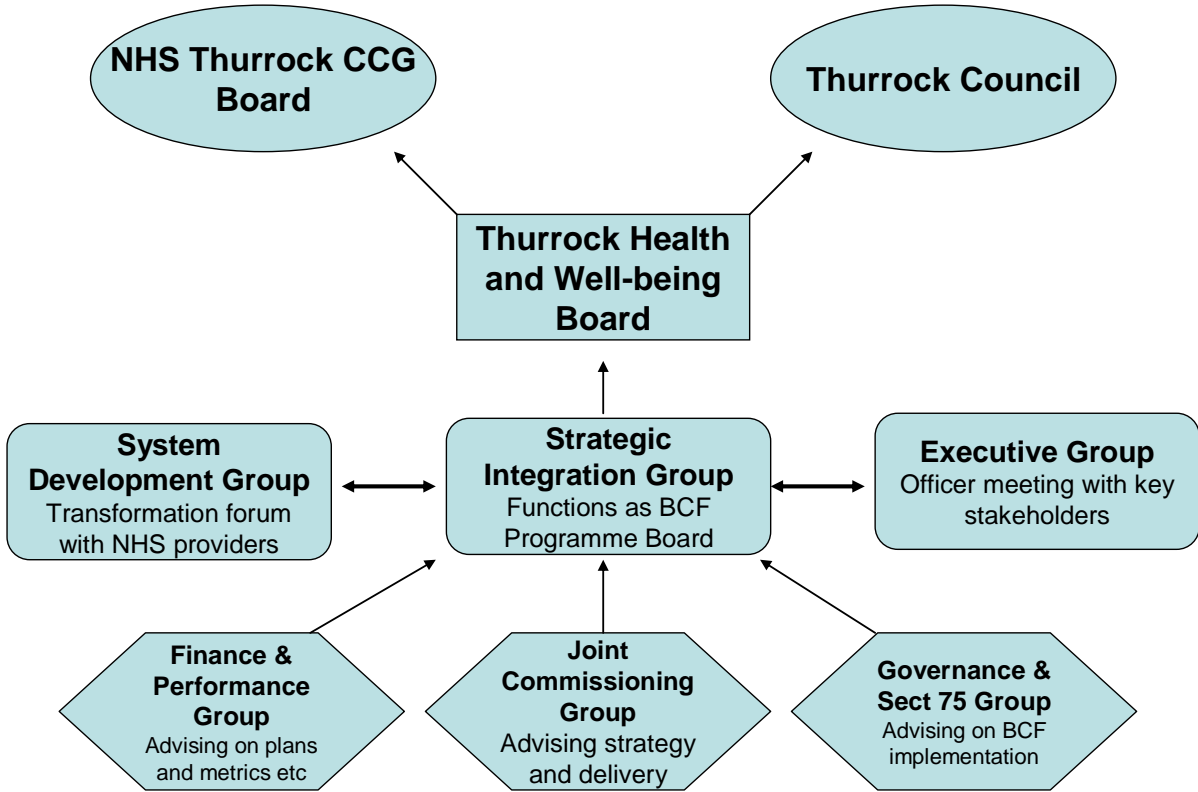 NHS Thurrock CCG
Board
Thurrock Council
Thurrock Health
and Well-being
Board
System
Development Group
Transformation forum
with NHS providers
Strategic
Integration Group
Functions as BCF
Programme Board
Executive Group
Officer meeting with key
stakeholders
Finance &
Performance
Group
Advising on plans
and metrics etc
Joint
Commissioning
Group
Advising strategy
and delivery
Governance &
Sect 75 Group
Advising on BCF
implementation